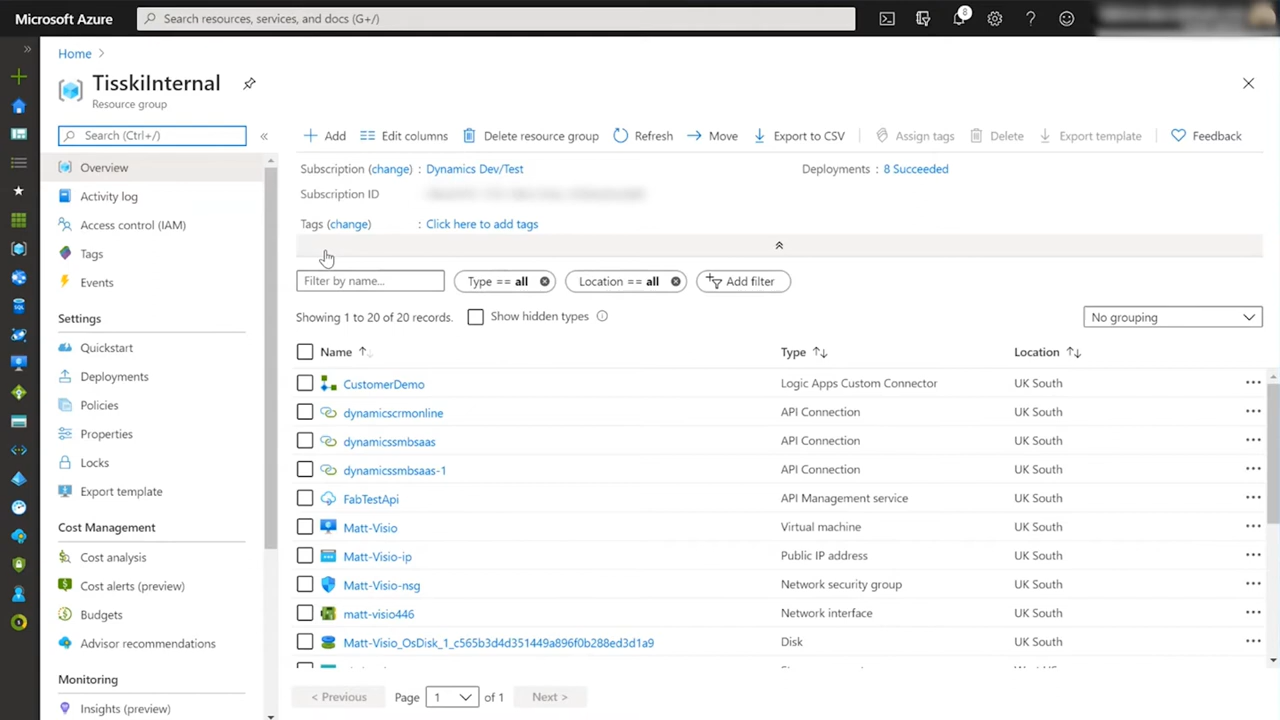 Microsoft Azure
Search resources, services, and docs (G+/)
8
Home
TisskiInternal
Resource group
Search (Ctrl+/)
Overview
Activity log
Access control (IAM)
Tags
Events
Settings
Quickstart
Deployments
Policies
Properties
Locks
Export template
Cost Management
Cost analysis
Cost alerts (preview)
Budgets
Advisor recommendations
Monitoring
Insights (preview)
Add Edit columns Delete resource group Refresh Move Export to CSV Assign tags Delete Export template Feedback
Subscription (change) : Dynamics Dev/Test Deployments : 8 Succeeded
Subscription ID
Tags (change) : Click here to add tags
Filter by name... Type == all Location == all Add filter
Showing 1 to 20 of 20 records. Show hidden types No grouping
Name Type Location
CustomerDemo Logic Apps Custom Connector UK South
dynamicscrmonline API Connection UK South
dynamicssmbsaas API Connection UK South
dynamicssmbsaas-1 API Connection UK South
FabTestApi API Management service UK South
Matt-Visio Virtual machine UK South
Matt-Visio-ip Public IP address UK South
Matt-Visio-nsg Network security group UK South
matt-visio446 Network interface UK South
Matt-Visio_OsDisk_1_c565b3d4d351449a896f0b288ed3d1a9 Disk UK South
< Previous Page 1 of 1 Next >